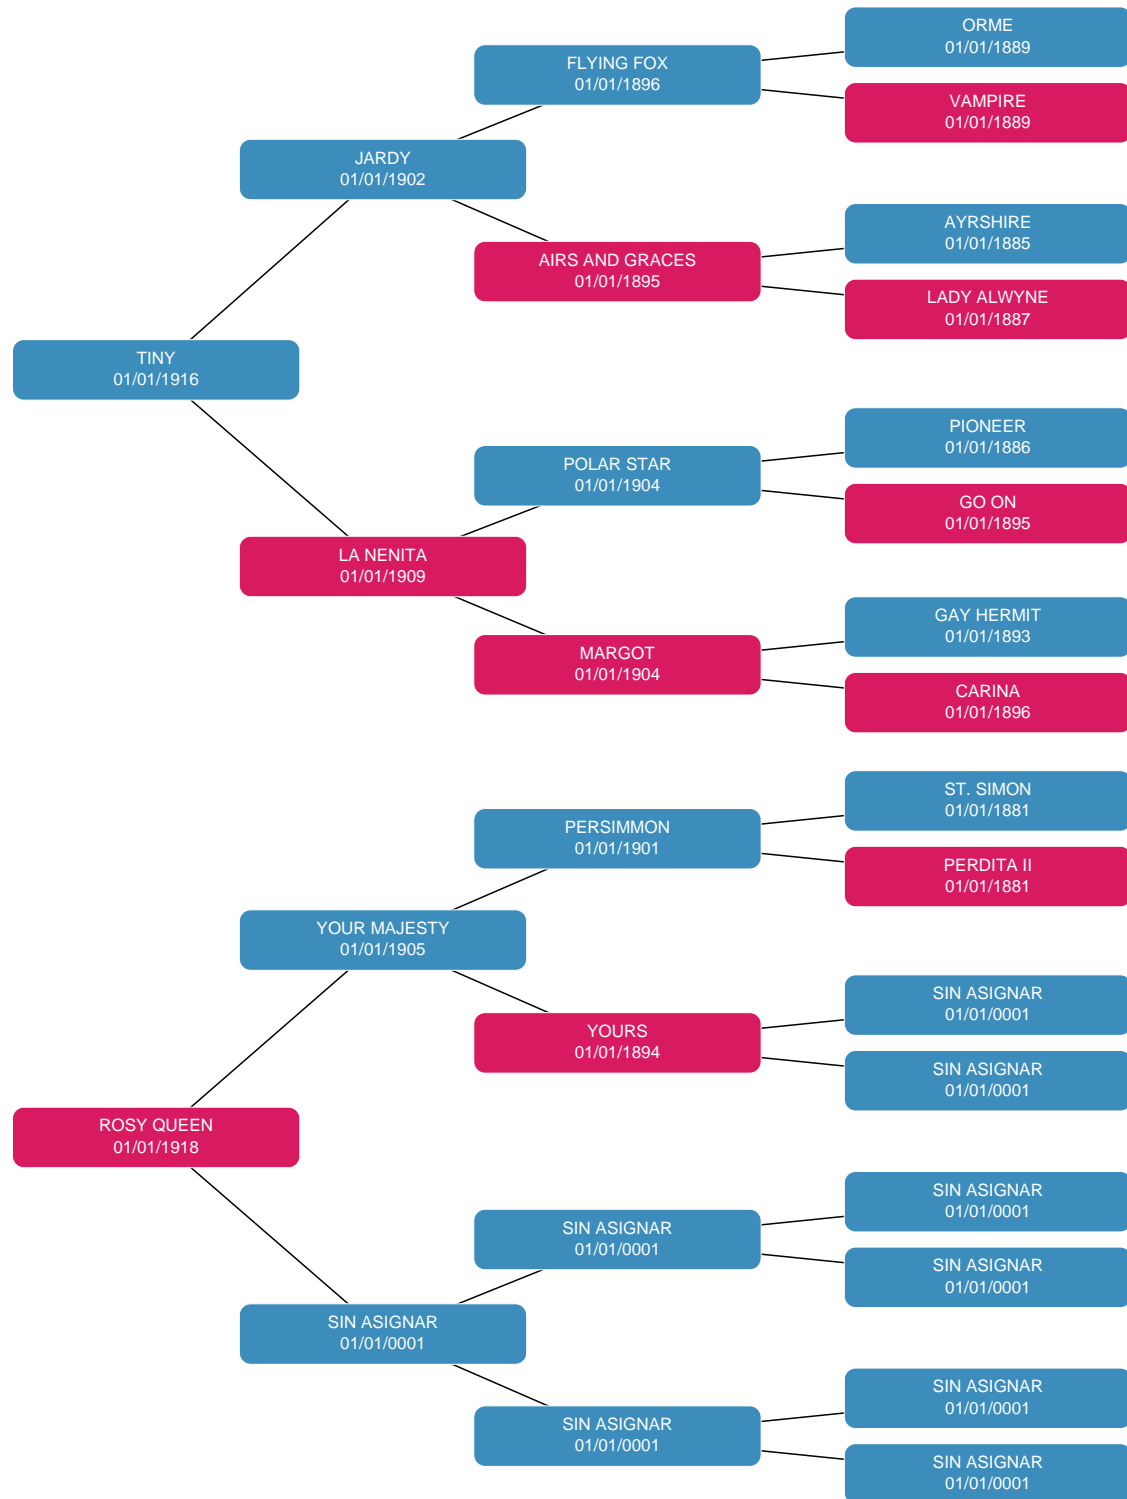 ORME
01/01/1889
FLYING FOX
01/01/1896
VAMPIRE
01/01/1889
JARDY
01/01/1902
AYRSHIRE
01/01/1885
AIRS AND GRACES
01/01/1895
LADY ALWYNE
01/01/1887
TINY
01/01/1916
PIONEER
01/01/1886
POLAR STAR
01/01/1904
GO ON
01/01/1895
LA NENITA
01/01/1909
GAY HERMIT
01/01/1893
MARGOT
01/01/1904
CARINA
01/01/1896
ST. SIMON
01/01/1881
PERSIMMON
01/01/1901
PERDITA II
01/01/1881
YOUR MAJESTY
01/01/1905
SIN ASIGNAR
01/01/0001
YOURS
01/01/1894
SIN ASIGNAR
01/01/0001
ROSY QUEEN
01/01/1918
SIN ASIGNAR
01/01/0001
SIN ASIGNAR
01/01/0001
SIN ASIGNAR
01/01/0001
SIN ASIGNAR
01/01/0001
SIN ASIGNAR
01/01/0001
SIN ASIGNAR
01/01/0001
SIN ASIGNAR
01/01/0001